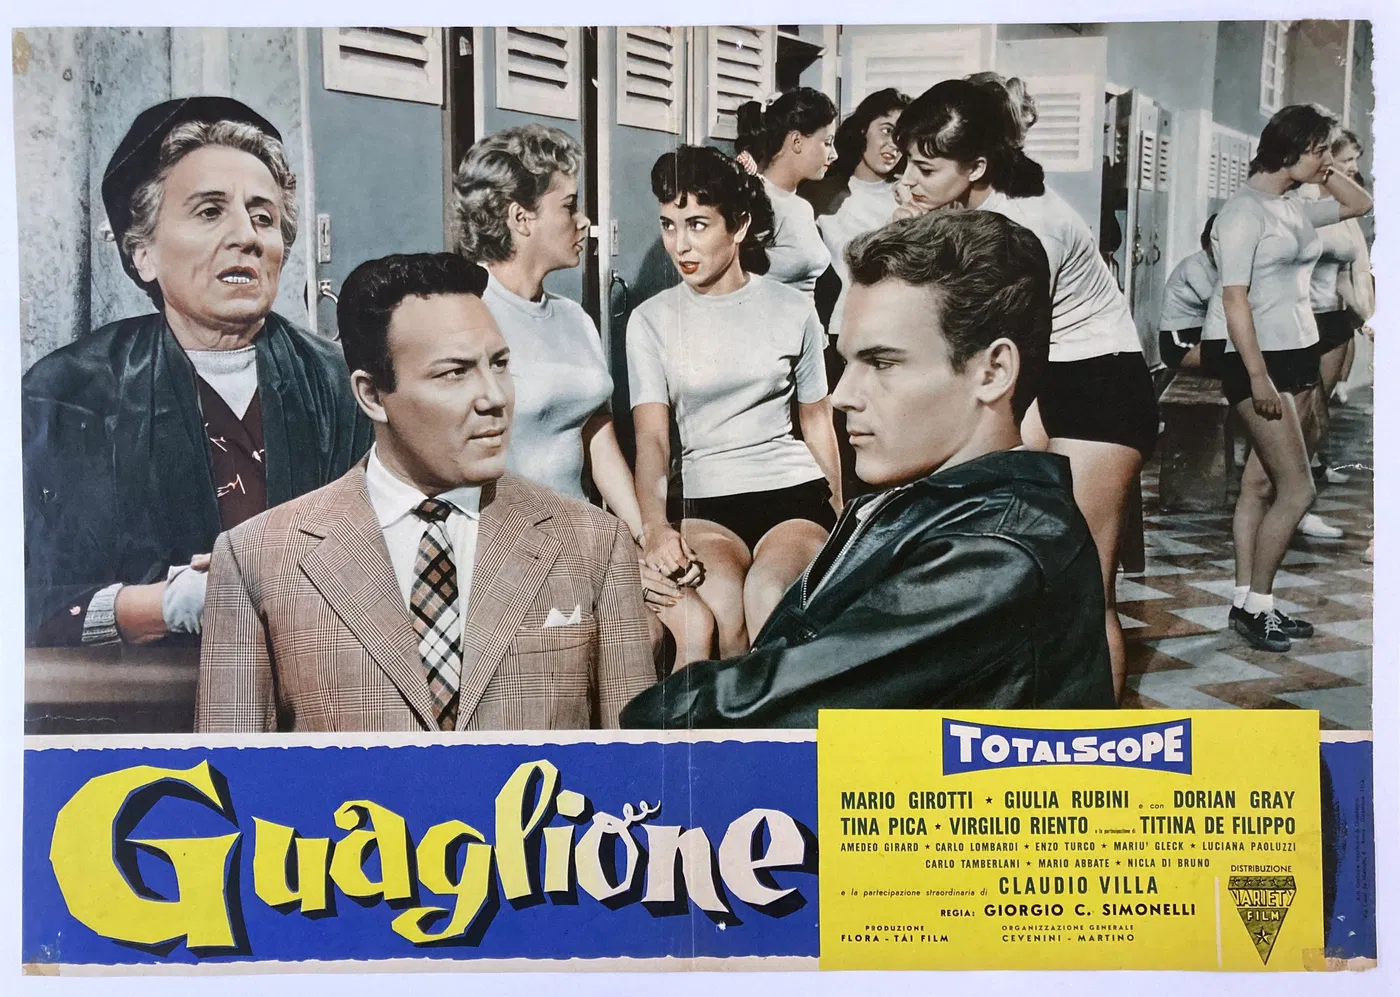 Guaglione
TOTALSCOPE
MARIO GIROTTI ★ GIULIA RUBINI e con DORIAN GRAY
TINA PICA ★ VIRGILIO RIENTO e la partecipazione di TITINA DE FILIPPO
AMEDEO GIRARD ★ CARLO LOMBARDI ★ ENZO TURCO ★ MARIU' GLECK ★ LUCIANA PAOLUZZI
CARLO TAMBERLANI ★ MARIO ABBATE ★ NICLA DI BRUNO
e la partecipazione straordinaria di CLAUDIO VILLA
REGIA: GIORGIO C. SIMONELLI
PRODUZIONE
FLORA - TAI FILM
ORGANIZZAZIONE GENERALE
CEVENINI - MARTINO
DISTRIBUZIONE
VARIETY
FILM